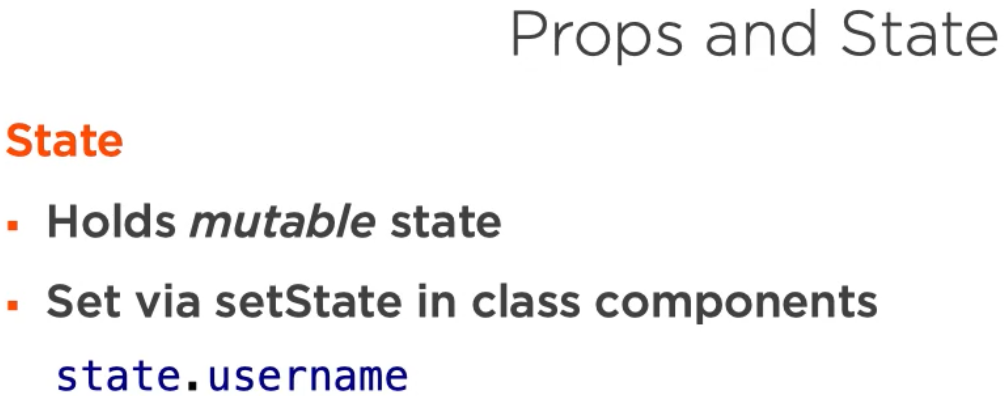 Props and State
State
▪ Holds mutable state
▪ Set via setState in class components
state.username